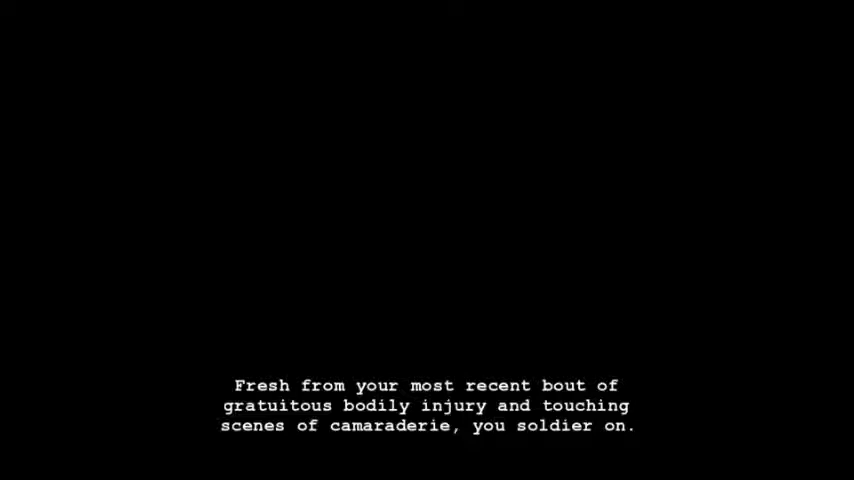 Fresh from your most recent bout of
gratuitous bodily injury and touching
scenes of camaraderie, you soldier on.